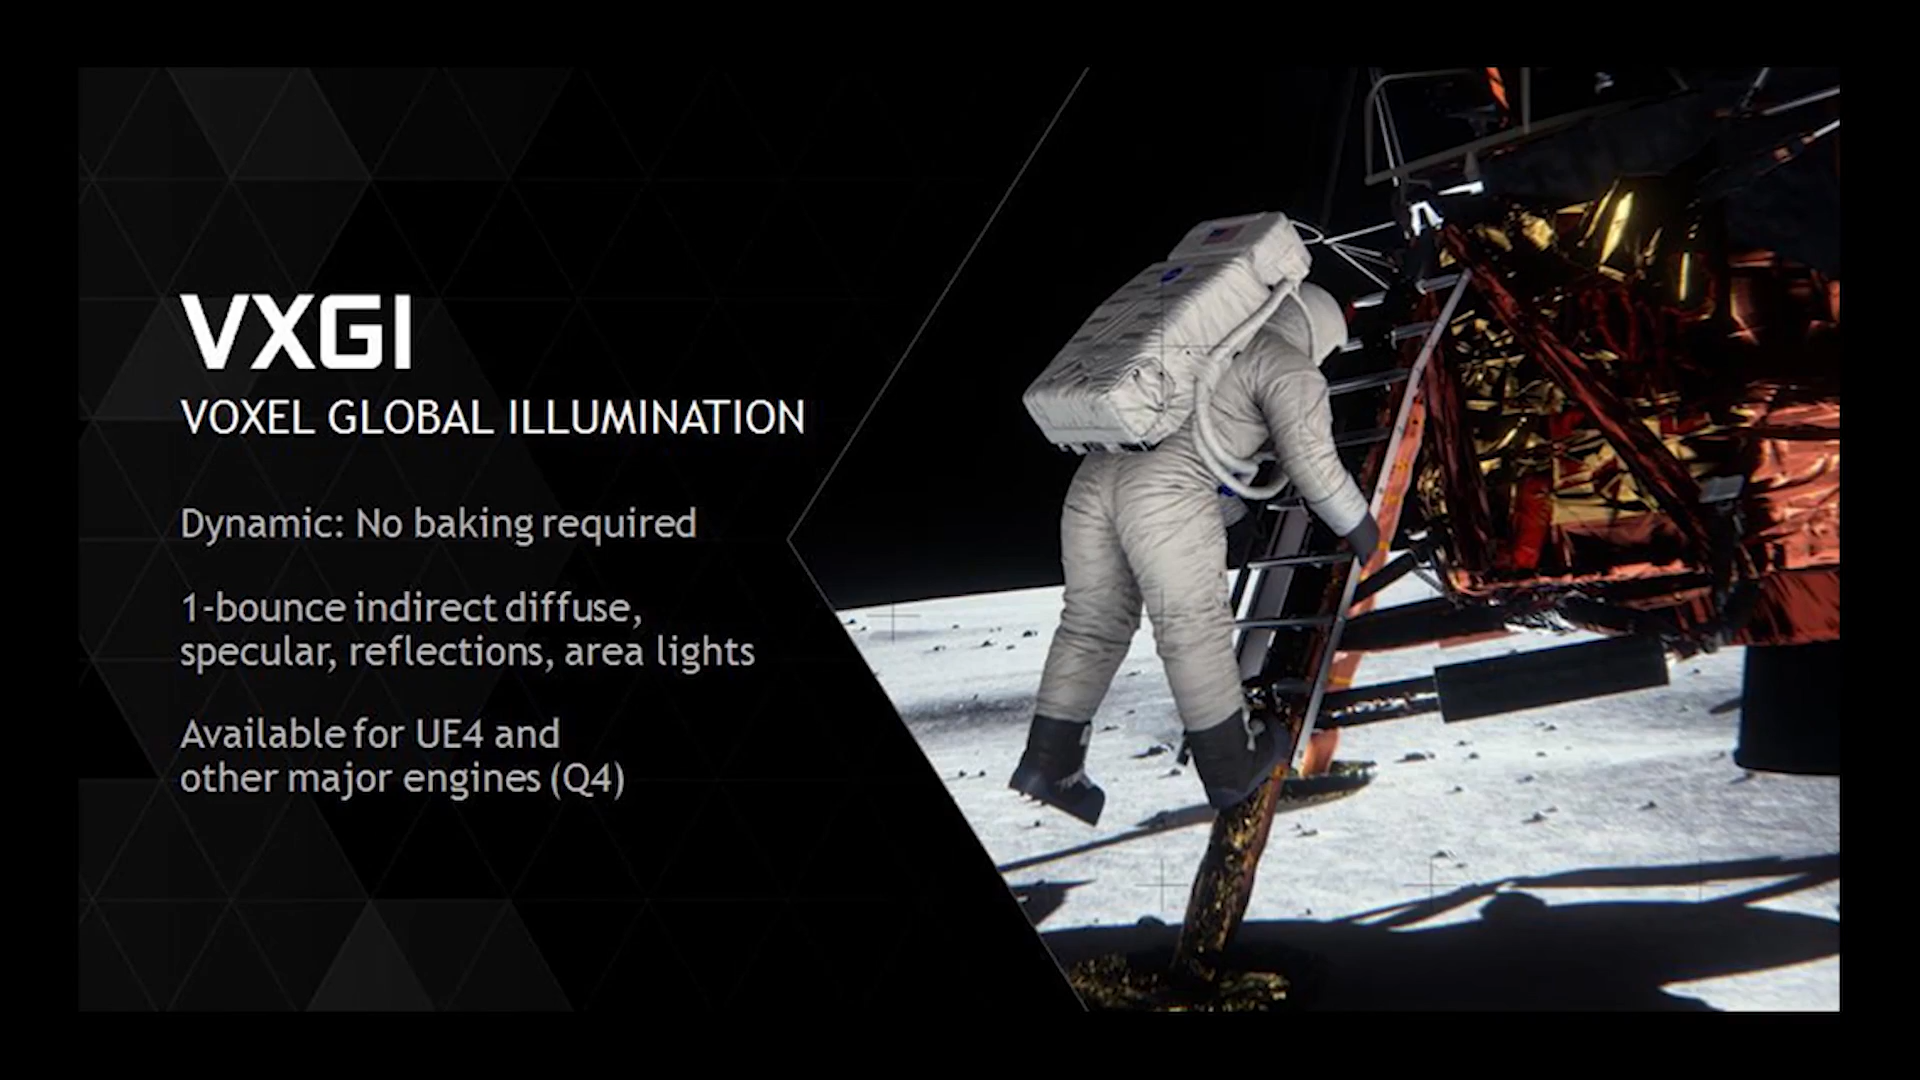 VXGI
VOXEL GLOBAL ILLUMINATION
Dynamic: No baking required
1-bounce indirect diffuse,
specular, reflections, area lights
Available for UE4 and
other major engines (Q4)